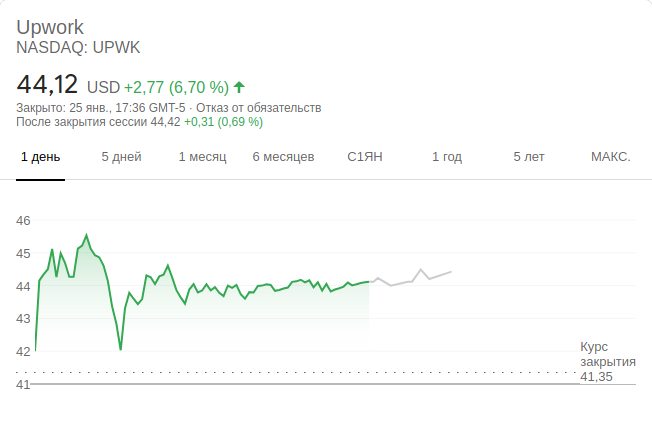 Upwork
NASDAQ: UPWK
44,12 USD +2,77 (6,70 %)
Закрыто: 25 янв., 17:36 GMT-5 · Отказ от обязательств
После закрытия сессии 44,42 +0,31 (0,69 %)
1 день 5 дней 1 месяц 6 месяцев С1ЯН 1 год 5 лет МАКС.
46
45
44
43
42
41
Курс
закрытия
41,35